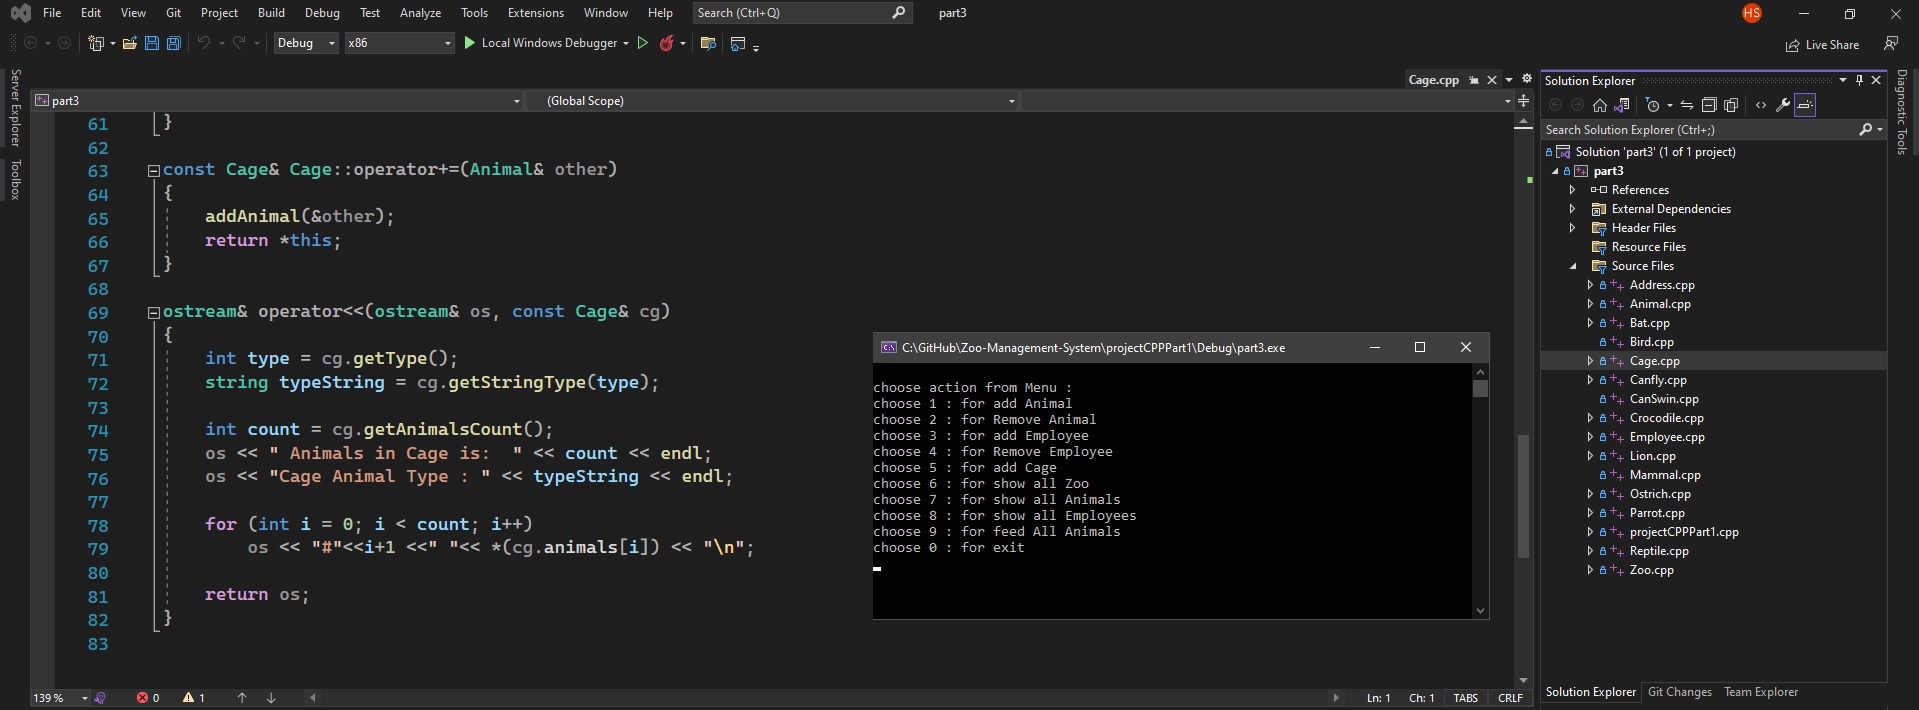 File Edit View Git Project Build Debug Test Analyze Tools Extensions Window Help Search (Ctrl+Q) part3 HS
Debug x86 Local Windows Debugger Live Share
Server Explorer
Toolbox
Cage.cpp
part3 (Global Scope)
61 }
62
63 const Cage& Cage::operator+=(Animal& other)
64 {
65 addAnimal(&other);
66 return *this;
67 }
68
69 ostream& operator<<(ostream& os, const Cage& cg)
70 {
71 int type = cg.getType();
72 string typeString = cg.getStringType(type);
73
74 int count = cg.getAnimalsCount();
75 os << " Animals in Cage is:  " << count << endl;
76 os << "Cage Animal Type : " << typeString << endl;
77
78 for (int i = 0; i < count; i++)
79 os << "#"<<i+1 <<" "<< *(cg.animals[i]) << "\n";
80
81 return os;
82 }
83
C:\GitHub\Zoo-Management-System\projectCPPPart1\Debug\part3.exe
choose action from Menu :
choose 1 : for add Animal
choose 2 : for Remove Animal
choose 3 : for add Employee
choose 4 : for Remove Employee
choose 5 : for add Cage
choose 6 : for show all Zoo
choose 7 : for show all Animals
choose 8 : for show all Employees
choose 9 : for feed All Animals
choose 0 : for exit
139 % 0 1 Ln: 1 Ch: 1 TABS CRLF
Solution Explorer
Search Solution Explorer (Ctrl+;)
Solution 'part3' (1 of 1 project)
part3
References
External Dependencies
Header Files
Resource Files
Source Files
Address.cpp
Animal.cpp
Bat.cpp
Bird.cpp
Cage.cpp
Canfly.cpp
CanSwin.cpp
Crocodile.cpp
Employee.cpp
Lion.cpp
Mammal.cpp
Ostrich.cpp
Parrot.cpp
projectCPPPart1.cpp
Reptile.cpp
Zoo.cpp
Solution Explorer Git Changes Team Explorer
Diagnostic Tools